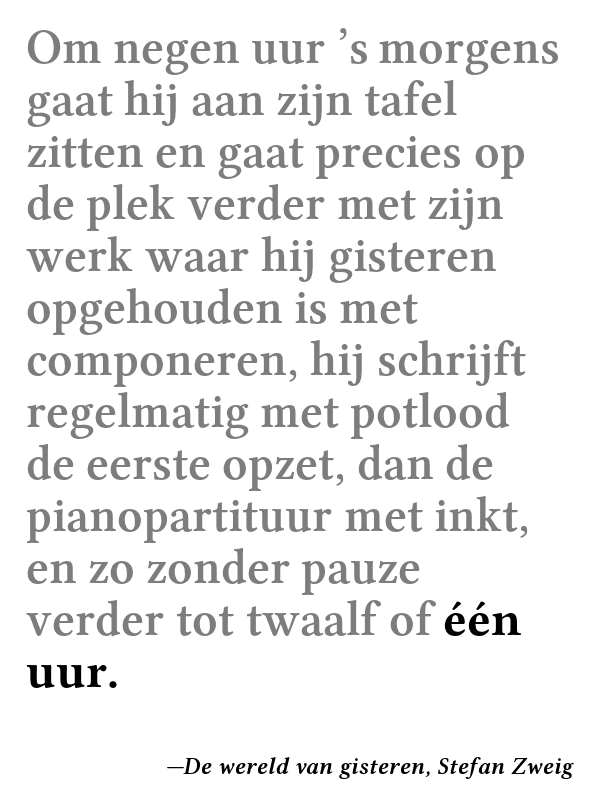 Om negen uur ’s morgens
gaat hij aan zijn tafel
zitten en gaat precies op
de plek verder met zijn
werk waar hij gisteren
opgehouden is met
componeren, hij schrijft
regelmatig met potlood
de eerste opzet, dan de
pianopartituur met inkt,
en zo zonder pauze
verder tot twaalf of één
uur.
—De wereld van gisteren, Stefan Zweig